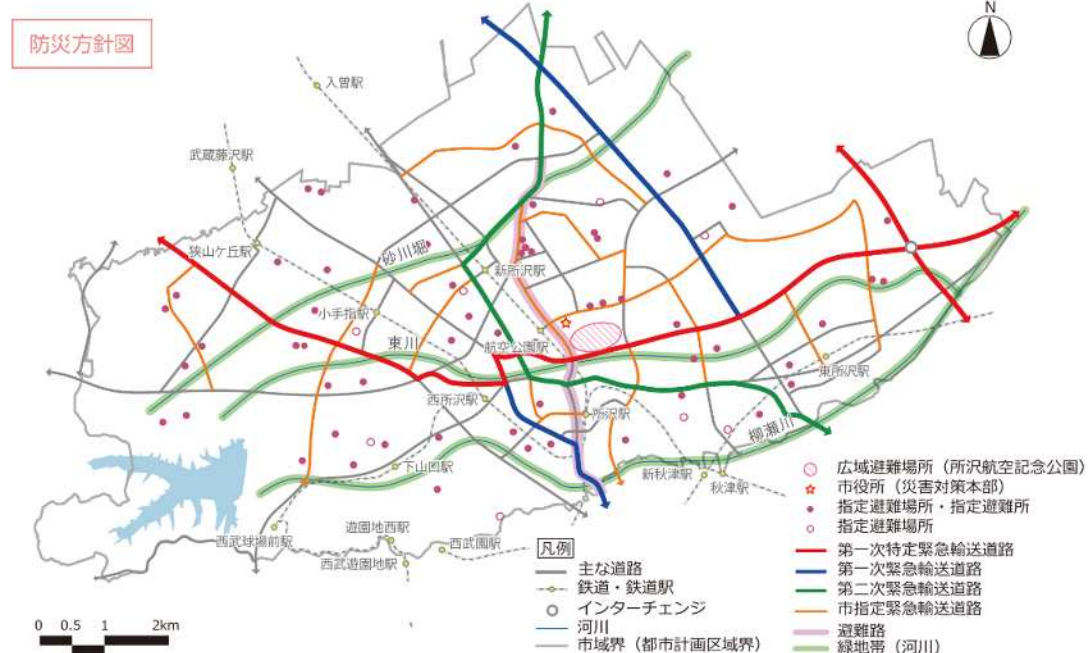 防災方針図
N
入曽駅
武蔵藤沢駅
狭山ケ丘駅
砂川堀
新所沢駅
小手指駅
東川
航空公園駅
東所沢駅
西所沢駅
所沢駅
柳瀬川
下山口駅
新秋津駅
秋津駅
西武球場前駅
遊園地西駅
西武園駅
西武遊園地駅
広域避難場所（所沢航空記念公園）
市役所（災害対策本部）
指定避難場所・指定避難所
指定避難場所
凡例
主な道路
鉄道・鉄道駅
インターチェンジ
河川
市域界（都市計画区域界）
第一次特定緊急輸送道路
第一次緊急輸送道路
第二次緊急輸送道路
市指定緊急輸送道路
避難路
緑地帯（河川）
0 0.5 1 2km